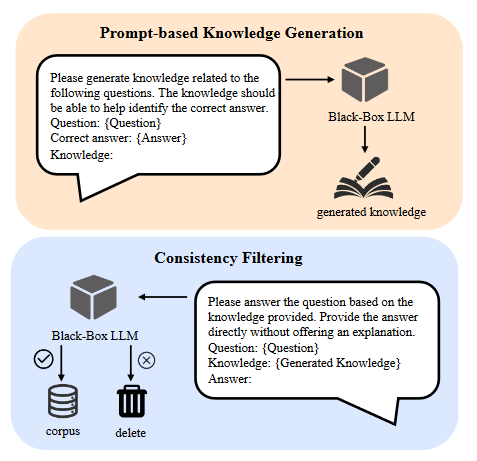 Prompt-based Knowledge Generation
Please generate knowledge related to the
following questions. The knowledge should
be able to help identify the correct answer.
Question: {Question}
Correct answer: {Answer}
Knowledge:
Black-Box LLM
generated knowledge
Consistency Filtering
Black-Box LLM
corpus
delete
Please answer the question based on the
knowledge provided. Provide the answer
directly without offering an explanation.
Question: {Question}
Knowledge: {Generated Knowledge}
Answer: